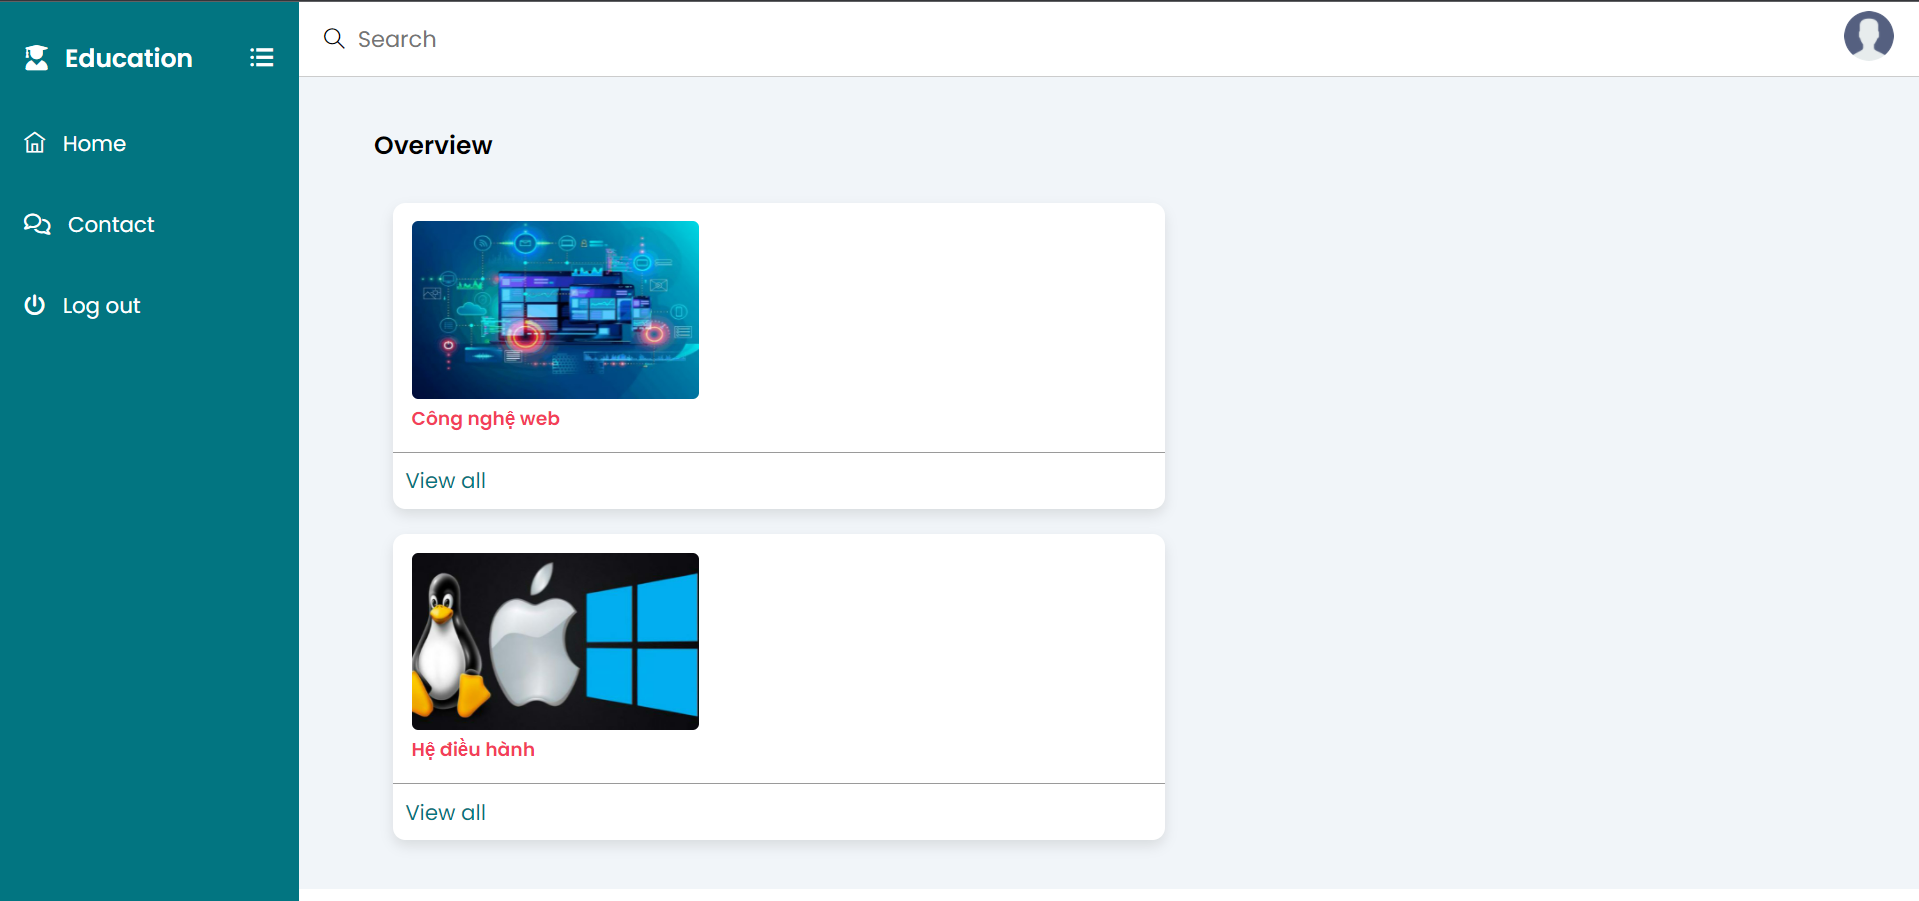 Education
Home
Contact
Log out
Search
Overview
Công nghệ web
View all
Hệ điều hành
View all